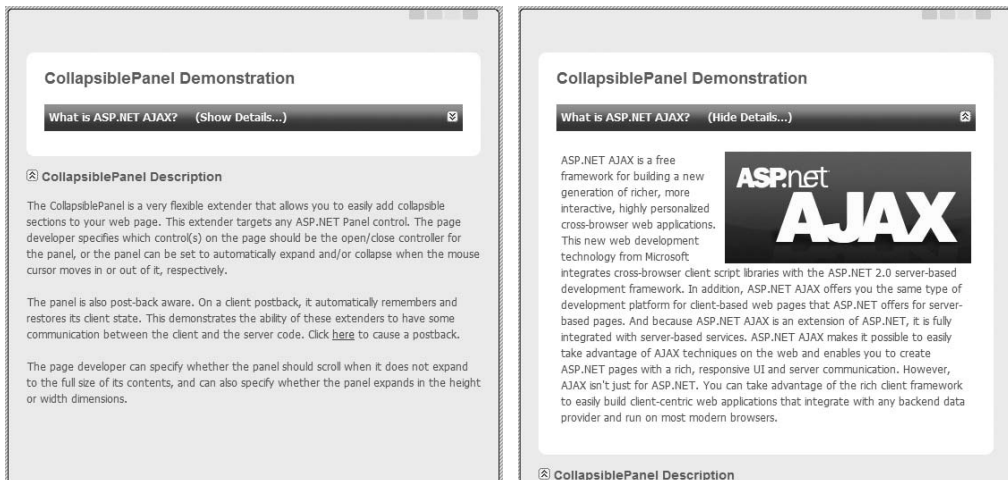 CollapsiblePanel Demonstration
What is ASP.NET AJAX? (Show Details...)
CollapsiblePanel Description
The CollapsiblePanel is a very flexible extender that allows you to easily add collapsible
sections to your web page. This extender targets any ASP.NET Panel control. The page
developer specifies which control(s) on the page should be the open/close controller for
the panel, or the panel can be set to automatically expand and/or collapse when the mouse
cursor moves in or out of it, respectively.
The panel is also post-back aware. On a client postback, it automatically remembers and
restores its client state. This demonstrates the ability of these extenders to have some
communication between the client and the server code. Click here to cause a postback.
The page developer can specify whether the panel should scroll when it does not expand
to the full size of its contents, and can also specify whether the panel expands in the height
or width dimensions.
CollapsiblePanel Demonstration
What is ASP.NET AJAX? (Hide Details...)
ASP.NET AJAX is a free
framework for building a new
generation of richer, more
interactive, highly personalized
cross-browser web applications.
This new web development
technology from Microsoft
ASP.net
AJAX
integrates cross-browser client script libraries with the ASP.NET 2.0 server-based
development framework. In addition, ASP.NET AJAX offers you the same type of
development platform for client-based web pages that ASP.NET offers for server-
based pages. And because ASP.NET AJAX is an extension of ASP.NET, it is fully
integrated with server-based services. ASP.NET AJAX makes it possible to easily
take advantage of AJAX techniques on the web and enables you to create
ASP.NET pages with a rich, responsive UI and server communication. However,
AJAX isn't just for ASP.NET. You can take advantage of the rich client framework
to easily build client-centric web applications that integrate with any backend data
provider and run on most modern browsers.
CollapsiblePanel Description